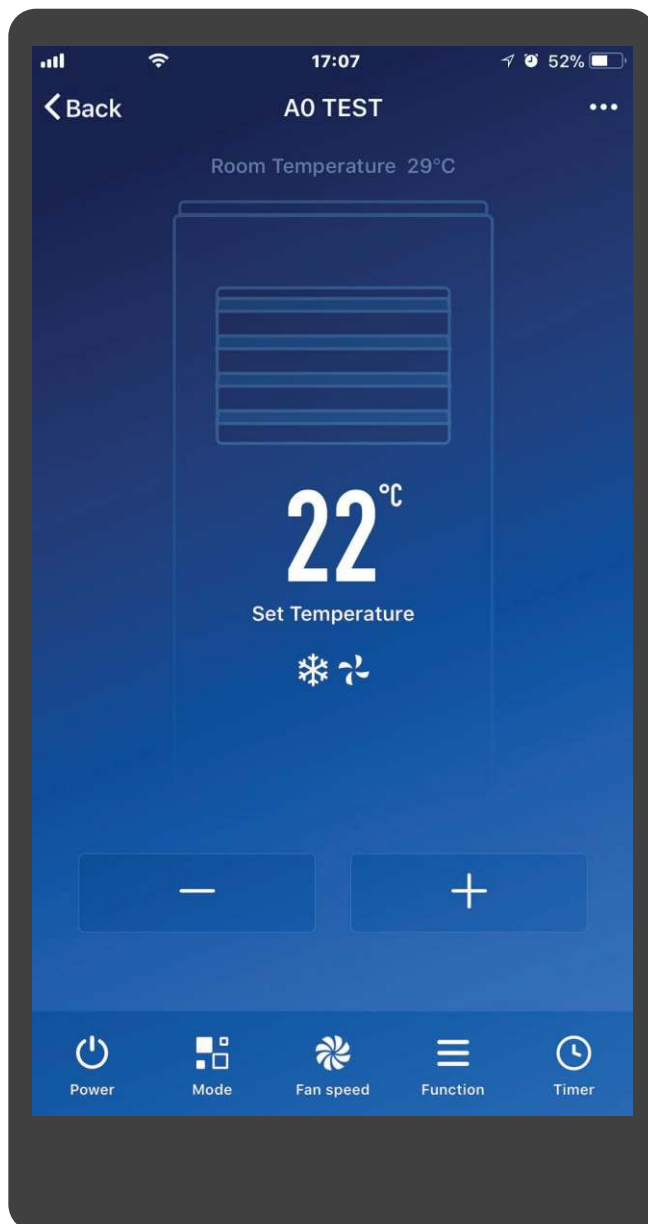 17:07
52%
Back
A0 TEST
Room Temperature 29°C
22°C
Set Temperature
Power
Mode
Fan speed
Function
Timer